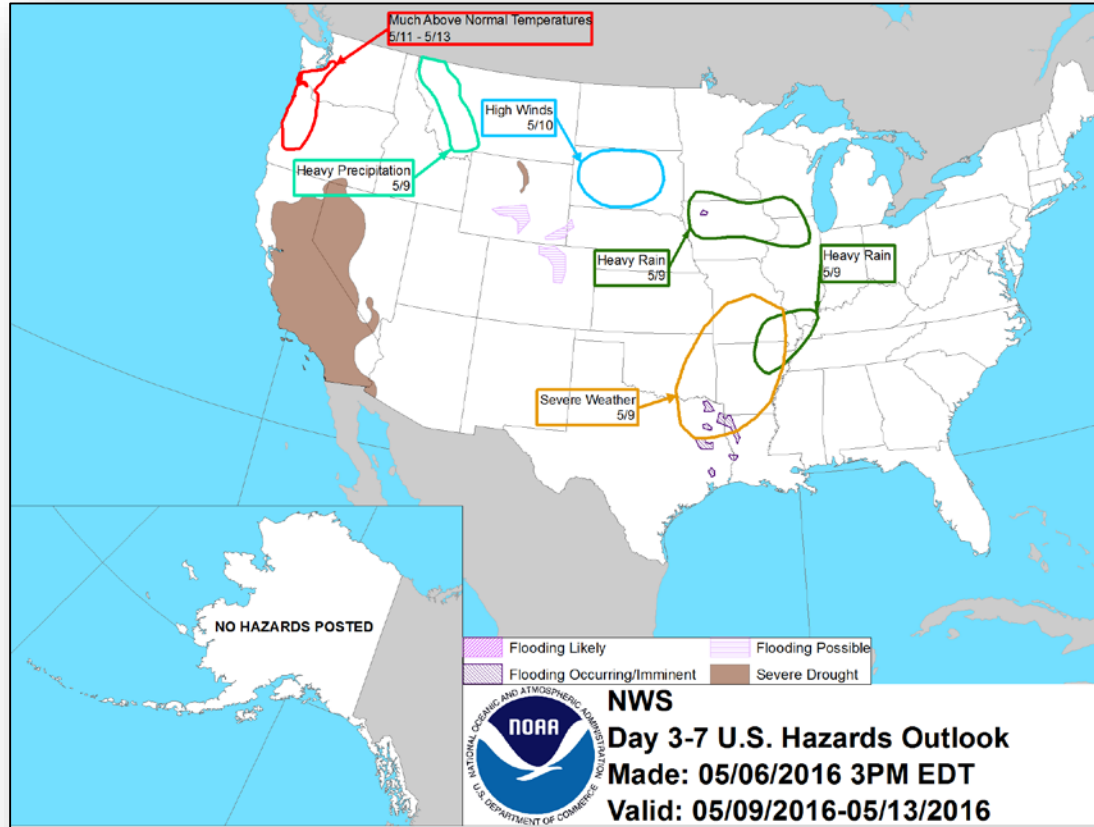 Much Above Normal Temperatures
5/11 - 5/13
High Winds
5/10
Heavy Precipitation
5/9
Heavy Rain
5/9
Heavy Rain
5/9
Severe Weather
5/9
NO HAZARDS POSTED
Flooding Likely
Flooding Possible
Flooding Occurring/Imminent
Severe Drought
NATIONAL OCEANIC AND ATMOSPHERIC ADMINISTRATION
NOAA
U.S. DEPARTMENT OF COMMERCE
NWS
Day 3-7 U.S. Hazards Outlook
Made: 05/06/2016 3PM EDT
Valid: 05/09/2016-05/13/2016